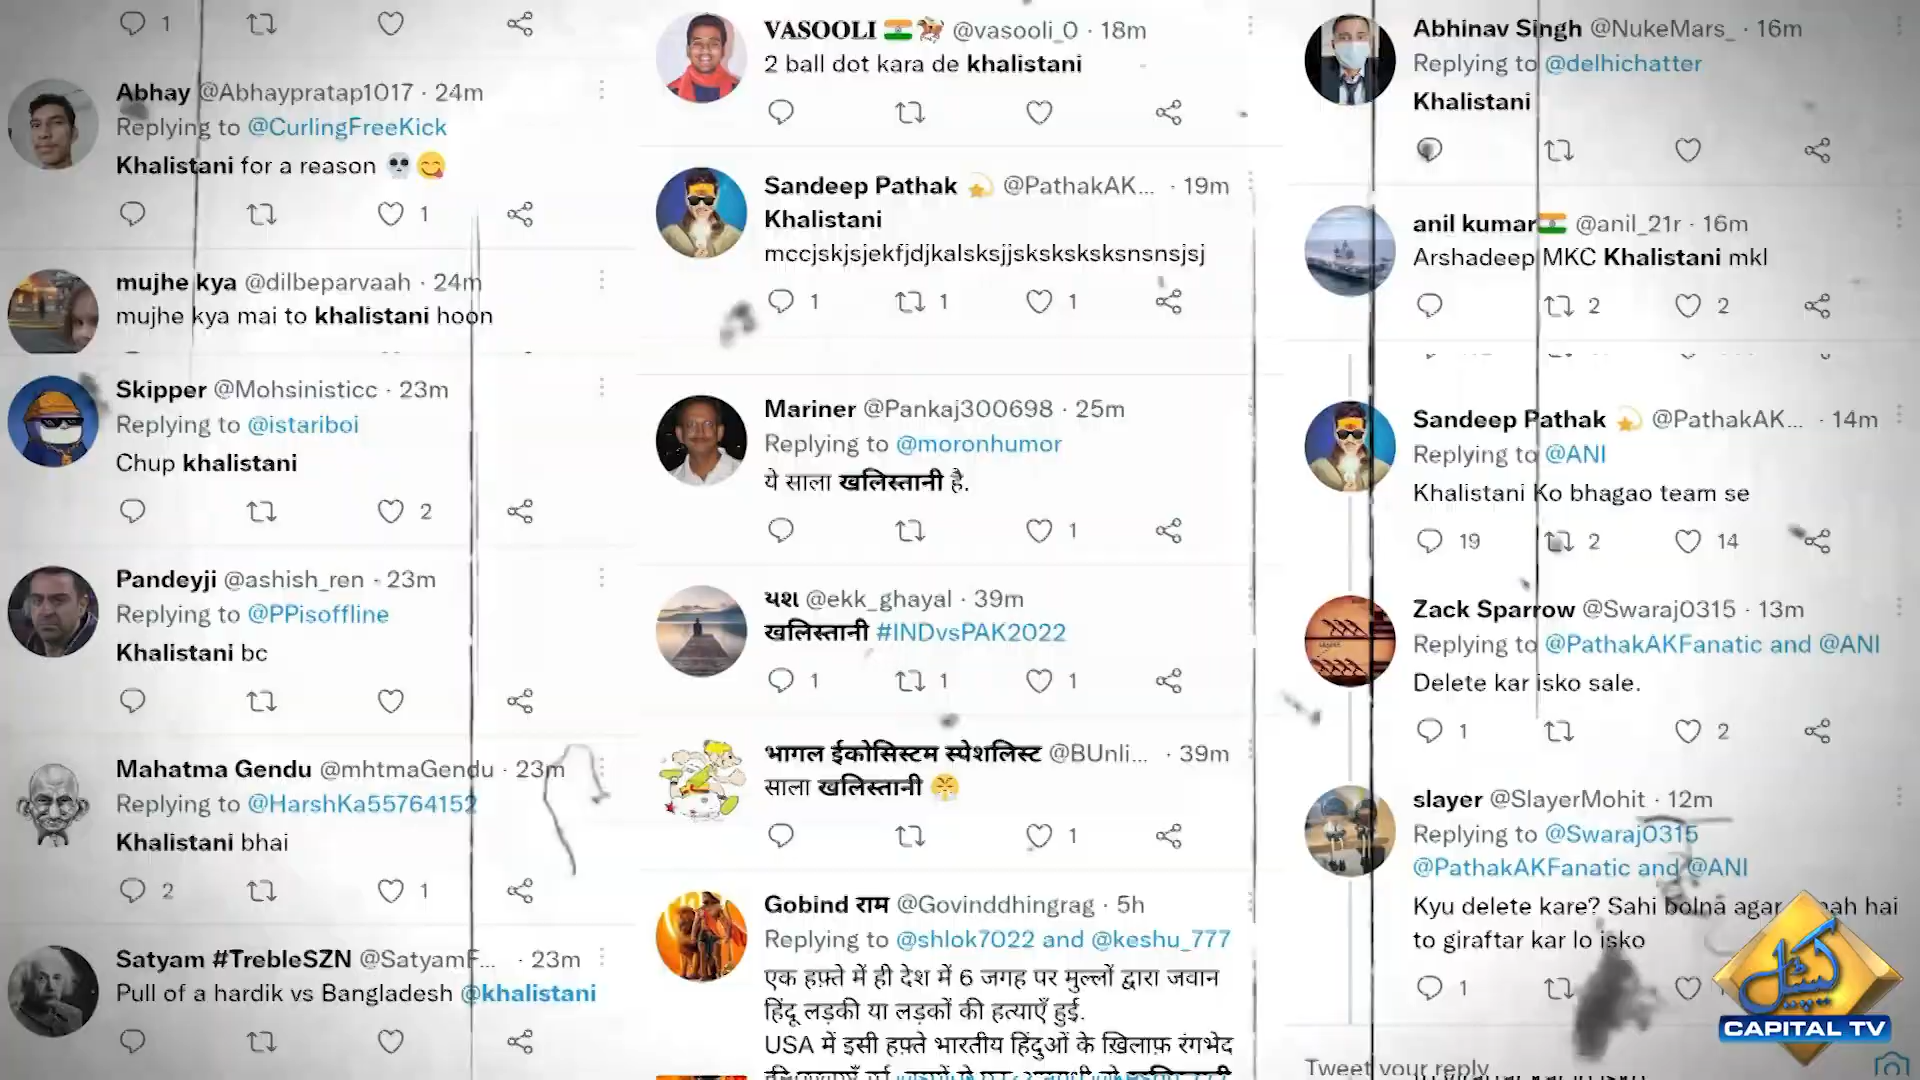 1
Abhay @Abhaypratap1017 · 24m
Replying to @CurlingFreeKick
Khalistani for a reason 💀😋
1
mujhe kya @dilbeparvaah · 24m
mujhe kya mai to khalistani hoon
Skipper @Mohsinisticc · 23m
Replying to @istariboi
Chup khalistani
2
Pandeyji @ashish_ren · 23m
Replying to @PPisoffline
Khalistani bc
Mahatma Gendu @mhtmaGendu · 23m
Replying to @HarshKa55764152
Khalistani bhai
2 1
Satyam #TrebleSZN @SatyamF... · 23m
Pull of a hardik vs Bangladesh @khalistani
VASOOLI 🇮🇳🏇 @vasooli_0 · 18m
2 ball dot kara de khalistani
Sandeep Pathak 💫 @PathakAK... · 19m
Khalistani
mccjskjsjekfjdjkalsksjjsksksksksnsnsjsj
1 1 1
Mariner @Pankaj300698 · 25m
Replying to @moronhumor
ये साला खलिस्तानी है.
1
યશ @ekk_ghayal · 39m
खलिस्तानी #INDvsPAK2022
1 1 1
भागल ईकोसिस्टम स्पेशलिस्ट @BUnli... · 39m
साला खलिस्तानी 😤
1
Gobind राम @Govinddhingrag · 5h
Replying to @shlok7022 and @keshu_777
एक हफ़्ते में ही देश में 6 जगह पर मुल्लों द्वारा जवान
हिंदू लड़की या लड़कों की हत्याएँ हुई.
USA में इसी हफ़्ते भारतीय हिंदुओं के ख़िलाफ़ रंगभेद
Abhinav Singh @NukeMars_ · 16m
Replying to @delhichatter
Khalistani
anil kumar🇮🇳 @anil_21r · 16m
Arshadeep MKC Khalistani mkl
2 2
Sandeep Pathak 💫 @PathakAK... · 14m
Replying to @ANI
Khalistani Ko bhagao team se
19 2 14
Zack Sparrow @Swaraj0315 · 13m
Replying to @PathakAKFanatic and @ANI
Delete kar isko sale.
1 2
slayer @SlayerMohit · 12m
Replying to @Swaraj0315
@PathakAKFanatic and @ANI
Kyu delete kare? Sahi bolna agar hai
to giraftar kar lo isko
1
Tweet your reply
کیپیٹل
CAPITAL TV